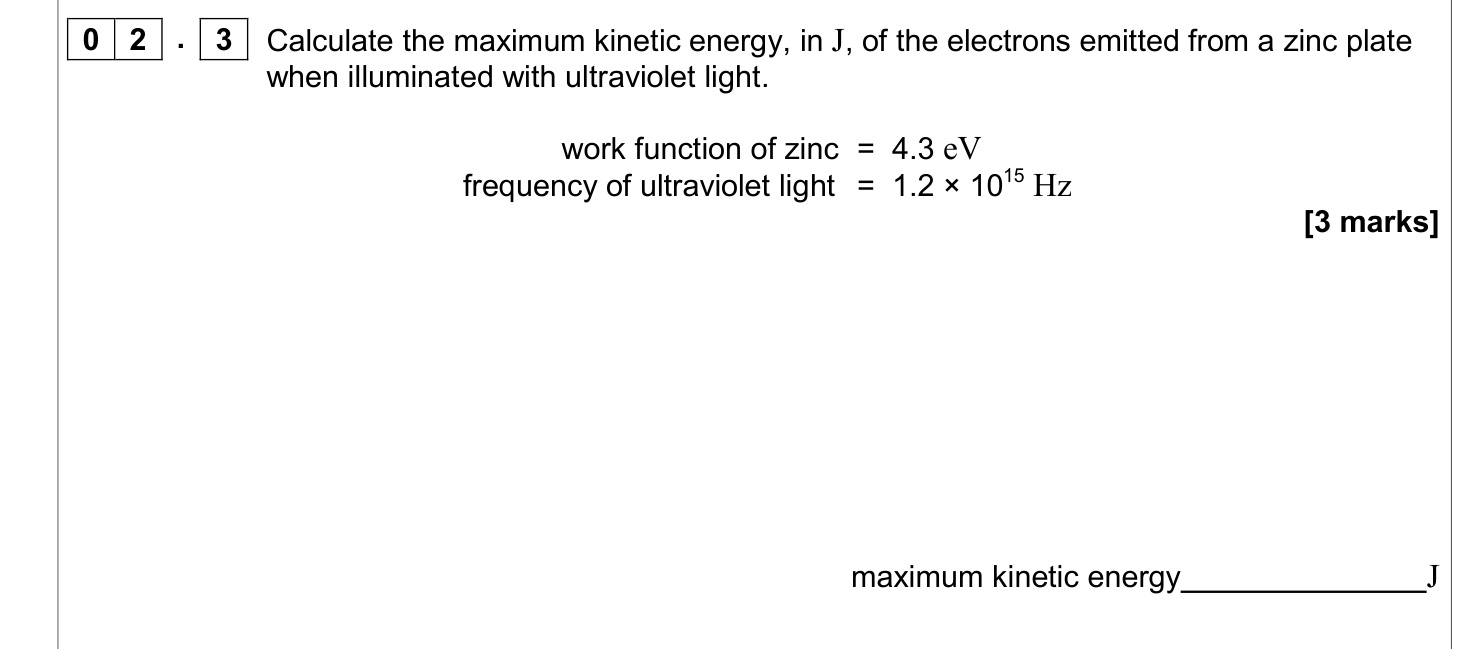 0 2 . 3 Calculate the maximum kinetic energy, in J, of the electrons emitted from a zinc plate
when illuminated with ultraviolet light.
work function of zinc = 4.3 eV
frequency of ultraviolet light = 1.2 × 10¹⁵ Hz
[3 marks]
maximum kinetic energy_______________J